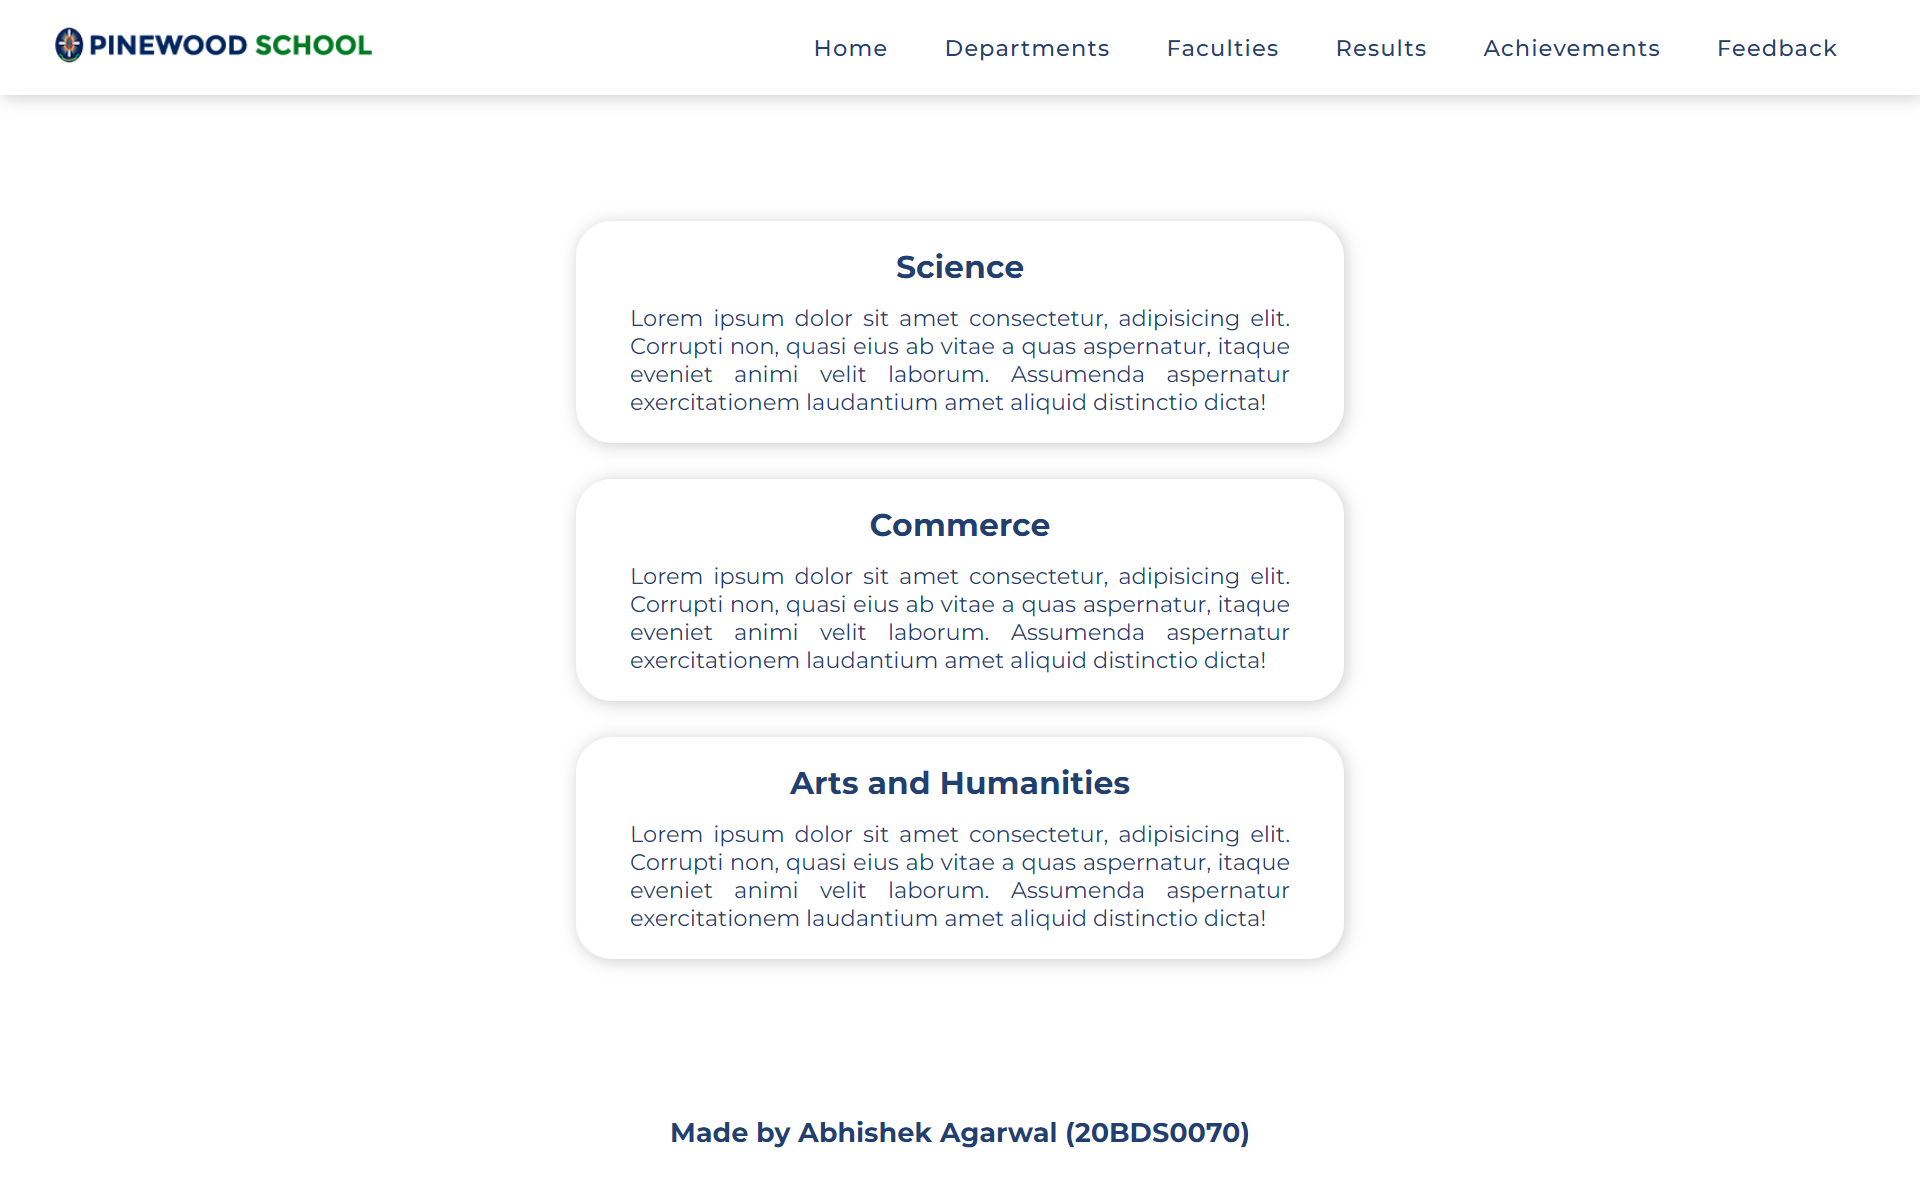 PINEWOOD SCHOOL
Home Departments Faculties Results Achievements Feedback
Science
Lorem ipsum dolor sit amet consectetur, adipisicing elit.
Corrupti non, quasi eius ab vitae a quas aspernatur, itaque
eveniet animi velit laborum. Assumenda aspernatur
exercitationem laudantium amet aliquid distinctio dicta!
Commerce
Lorem ipsum dolor sit amet consectetur, adipisicing elit.
Corrupti non, quasi eius ab vitae a quas aspernatur, itaque
eveniet animi velit laborum. Assumenda aspernatur
exercitationem laudantium amet aliquid distinctio dicta!
Arts and Humanities
Lorem ipsum dolor sit amet consectetur, adipisicing elit.
Corrupti non, quasi eius ab vitae a quas aspernatur, itaque
eveniet animi velit laborum. Assumenda aspernatur
exercitationem laudantium amet aliquid distinctio dicta!
Made by Abhishek Agarwal (20BDS0070)